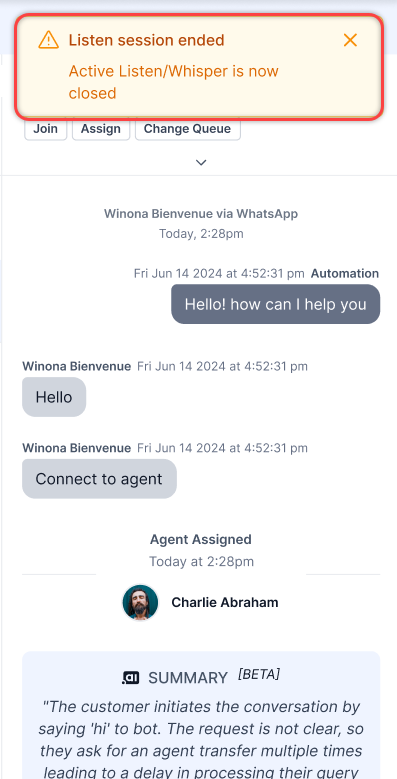 Listen session ended
Active Listen/Whisper is now
closed
Join Assign Change Queue
Winona Bienvenue via WhatsApp
Today, 2:28pm
Fri Jun 14 2024 at 4:52:31 pm Automation
Hello! how can I help you
Winona Bienvenue Fri Jun 14 2024 at 4:52:31 pm
Hello
Winona Bienvenue Fri Jun 14 2024 at 4:52:31 pm
Connect to agent
Agent Assigned
Today at 2:28pm
Charlie Abraham
.ai SUMMARY [BETA]
"The customer initiates the conversation by
saying 'hi' to bot. The request is not clear, so
they ask for an agent transfer multiple times
leading to a delay in processing their query